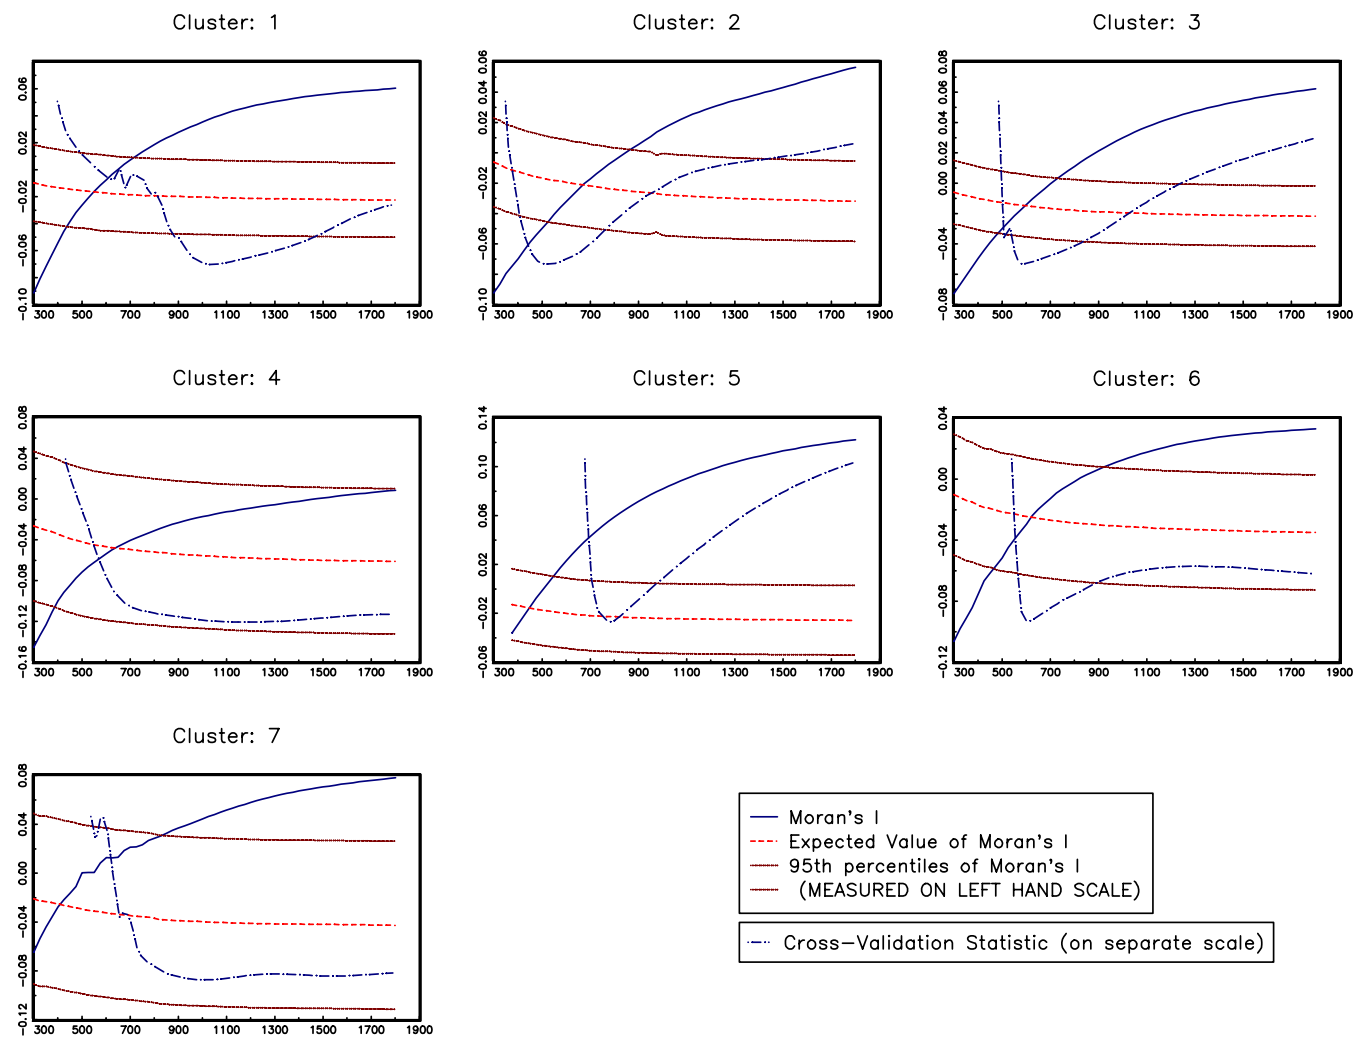 Cluster: 1
0.06
0.02
−0.02
−0.06
−0.10
300 500 700 900 1100 1300 1500 1700 1900
Cluster: 2
0.06
0.04
0.02
−0.02
−0.06
−0.10
300 500 700 900 1100 1300 1500 1700 1900
Cluster: 3
0.08
0.06
0.04
0.02
0.00
−0.02
−0.04
−0.08
300 500 700 900 1100 1300 1500 1700 1900
Cluster: 4
0.08
0.04
0.00
−0.04
−0.08
−0.12
−0.16
300 500 700 900 1100 1300 1500 1700 1900
Cluster: 5
0.14
0.10
0.06
0.02
−0.02
−0.06
300 500 700 900 1100 1300 1500 1700 1900
Cluster: 6
0.04
0.00
−0.04
−0.08
−0.12
300 500 700 900 1100 1300 1500 1700 1900
Cluster: 7
0.08
0.04
0.00
−0.04
−0.08
−0.12
300 500 700 900 1100 1300 1500 1700 1900
Moran's I
Expected Value of Moran's I
95th percentiles of Moran's I
(MEASURED ON LEFT HAND SCALE)
Cross−Validation Statistic (on separate scale)